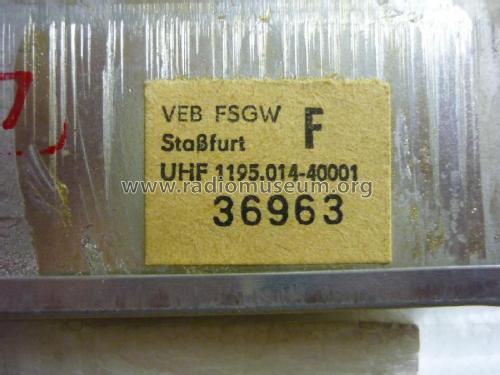 VEB FSGW F
Staßfurt
UHF 1195.014-40001
© www.radiomuseum.org
36963